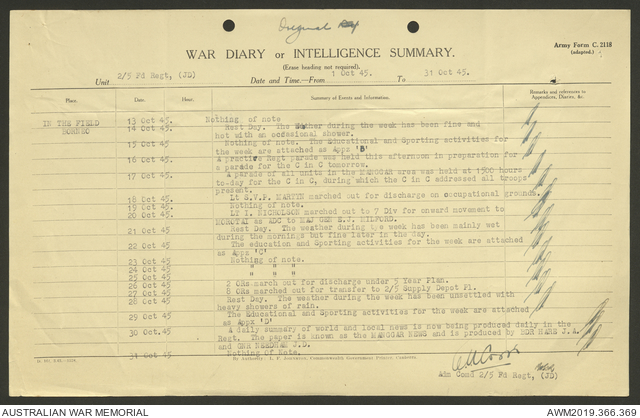 Original
WAR DIARY or INTELLIGENCE SUMMARY.
Army Form C. 2118
(adapted.)
(Erase heading not required).
Unit 2/5 Fd Regt, (JD) Date and Time.—From 1 Oct 45. To 31 Oct 45.
Place. Date. Hour. Summary of Events and Information. Remarks and references to Appendices, Diaries, &c.
IN THE FIELD 13 Oct 45 Nothing of note
BORNEO 14 Oct 45. Rest Day. The weather during the week has been fine and
hot with an occasional shower.
15 Oct 45 Nothing of note. The Educational and Sporting activities for
the week are attached as Appx 'B'
16 Oct 45. A practice Regt parade was held this afternoon in preparation for
a parade for the C in C tomorrow.
17 Oct 45 A parade of all units in the MANGGAR area was held at 1500 hours
to-day for the C in C, during which the C in C addressed all troops
present.
18 Oct 45 Lt S.V.P. MARTYN marched out for discharge on occupational grounds.
19 Oct 45 Nothing of note.
20 Oct 45 Lt T. NICHOLSON marched out to 7 Div for onward movement to
MOROTAI as ADC to MAJ GEN E.J. MILFORD.
21 Oct 45 Rest Day. The weather during the week has been mainly wet
during the mornings but fine later in the day.
22 Oct 45 The education and Sporting activities for the week are attached
as Appx 'C'
23 Oct 45 Nothing of note.
24 Oct 45 " " "
25 Oct 45 " " "
26 Oct 45 2 ORs march out for Discharge under 5 Year Plan.
27 Oct 45 8 ORs marched out for transfer to 2/5 Supply Depot Pl.
28 Oct 45 Rest Day. The weather during the week has been unsettled with
heavy showers of rain.
29 Oct 45 The Educational and Sporting activities for the week are attached
as Appx 'D'
30 Oct. 45 A daily summary of world and local news is now being produced daily in the
Regt. The paper is known as the MANGGAR NEWS and is produced by BDR HARE J.A.
and GNR NEEDHAM J.D.
31 Oct 45 Nothing Of Note.
By Authority: L. F. Johnston, Commonwealth Government Printer, Canberra.
Adm Comd 2/5 Fd Regt, (JD)
AUSTRALIAN WAR MEMORIAL
AWM2019.366.369